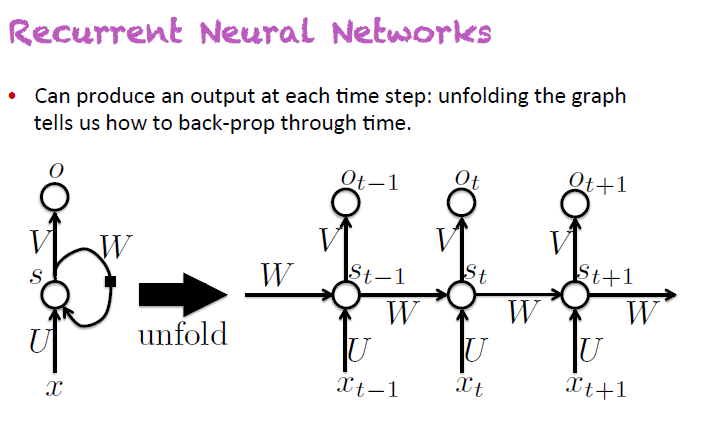 Recurrent Neural Networks
• Can produce an output at each time step: unfolding the graph
tells us how to back-prop through time.
o
V
W
s
U
x
unfold
o_{t-1}
o_t
o_{t+1}
V
V
V
W
s_{t-1}
s_t
s_{t+1}
W
W
W
U
U
U
x_{t-1}
x_t
x_{t+1}